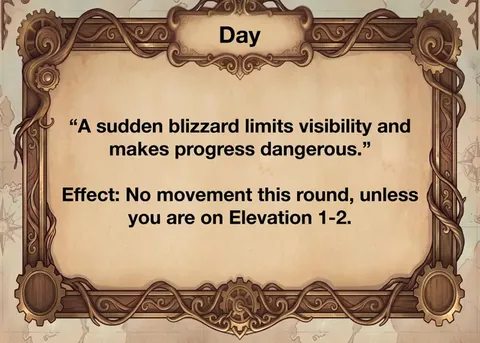 Day
“A sudden blizzard limits visibility and
makes progress dangerous.”
Effect: No movement this round, unless
you are on Elevation 1-2.